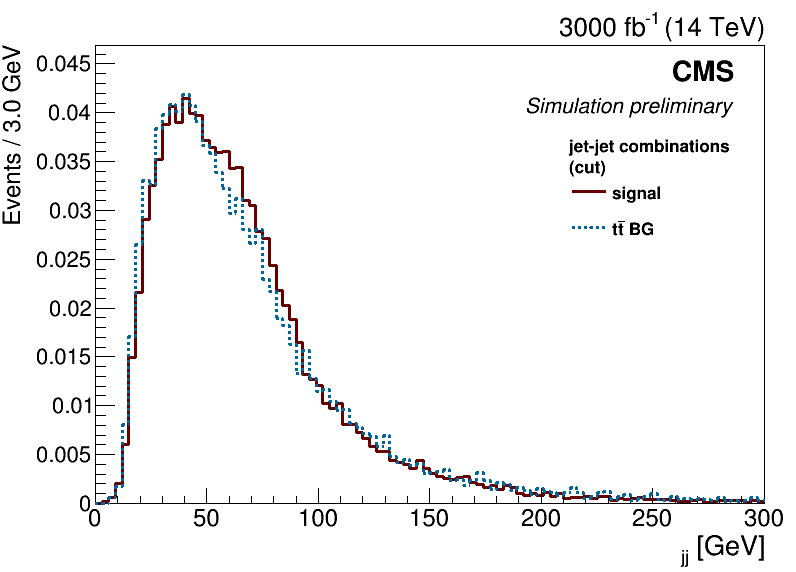 3000 fb-1 (14 TeV)
CMS
Simulation preliminary
jet-jet combinations
(cut)
signal
tt̄ BG
Events / 3.0 GeV
0.045
0.04
0.035
0.03
0.025
0.02
0.015
0.01
0.005
0
0 50 100 150 200 250 300
jj [GeV]